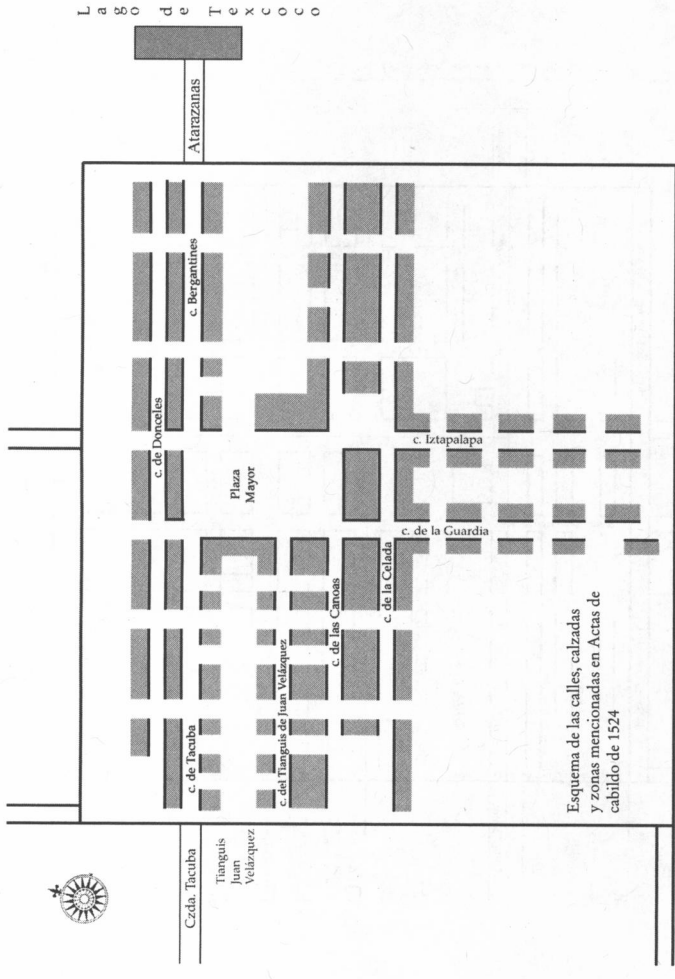 Lago de Texcoco
Atarazanas
c. Bergantines
c. de Donceles
Plaza
Mayor
c. Iztapalapa
c. de la Guardia
c. de la Celada
c. de las Canoas
c. del Tianguis de Juan Velázquez
c. de Tacuba
Czda. Tacuba
Tianguis
Juan
Velázquez
Esquema de las calles, calzadas
y zonas mencionadas en Actas de
cabildo de 1524